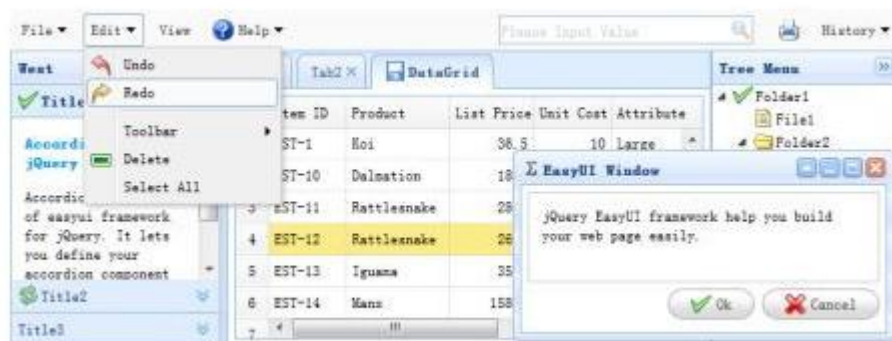 File Edit View Help Please Input Value History
West
Undo
Redo
Toolbar
Delete
Select All
Tab2 × DataGrid
Tree Menu
Title
Accordi
jQuery
Accordic
of easyui framework
for jQuery. It lets
you define your
accordion component
Title2
Title3
tem ID Product List Price Unit Cost Attribute
ST-1 Koi 36.5 10 Large
ST-10 Dalmation 18
3 EST-11 Rattlesnake 28
4 EST-12 Rattlesnake 26
5 EST-13 Iguana 35
6 EST-14 Manx 158
7
Folder1
File1
Folder2
Σ EasyUI Window
jQuery EasyUI framework help you build
your web page easily.
Ok Cancel